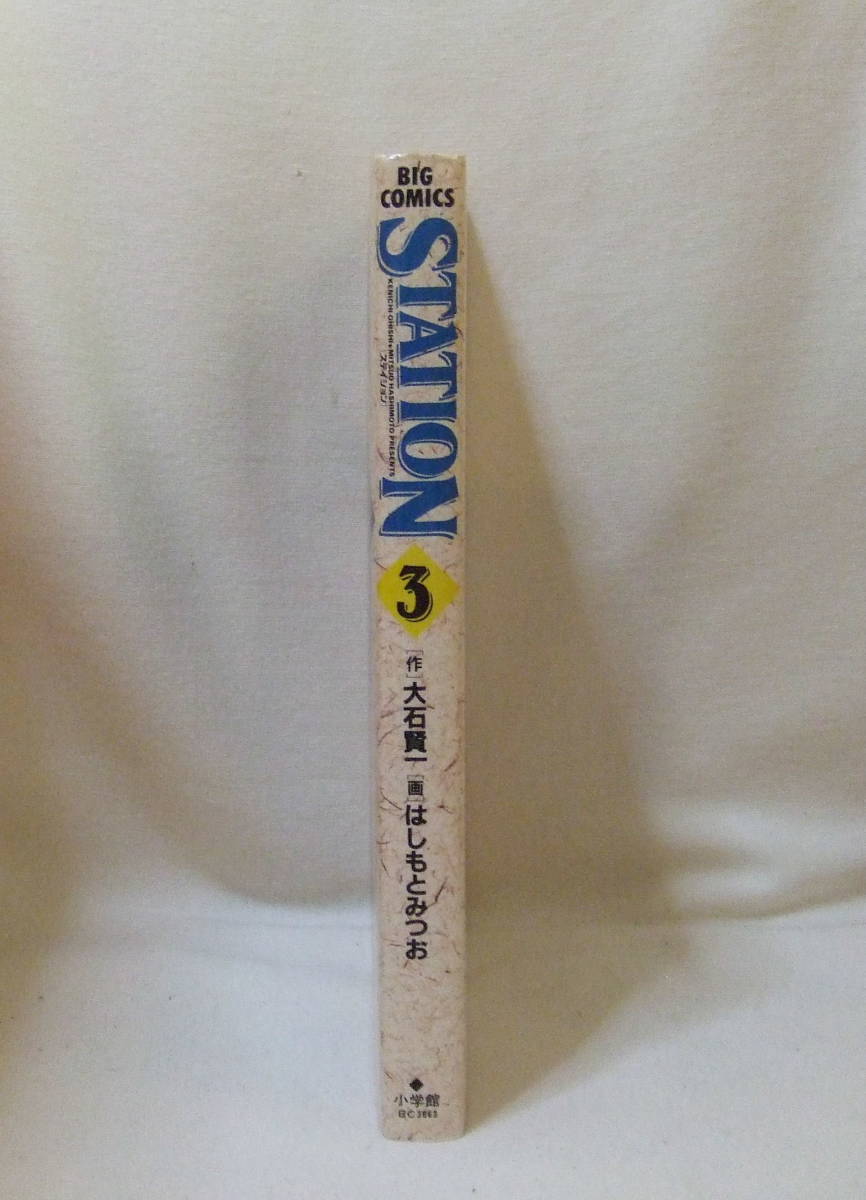 BIG
COMICS
STATION
KENICHI OHISHI・MITSUO HASHIMOTO PRESENTS
ステイション
3
[作]大石賢一[画]はしもとみつお
小学館